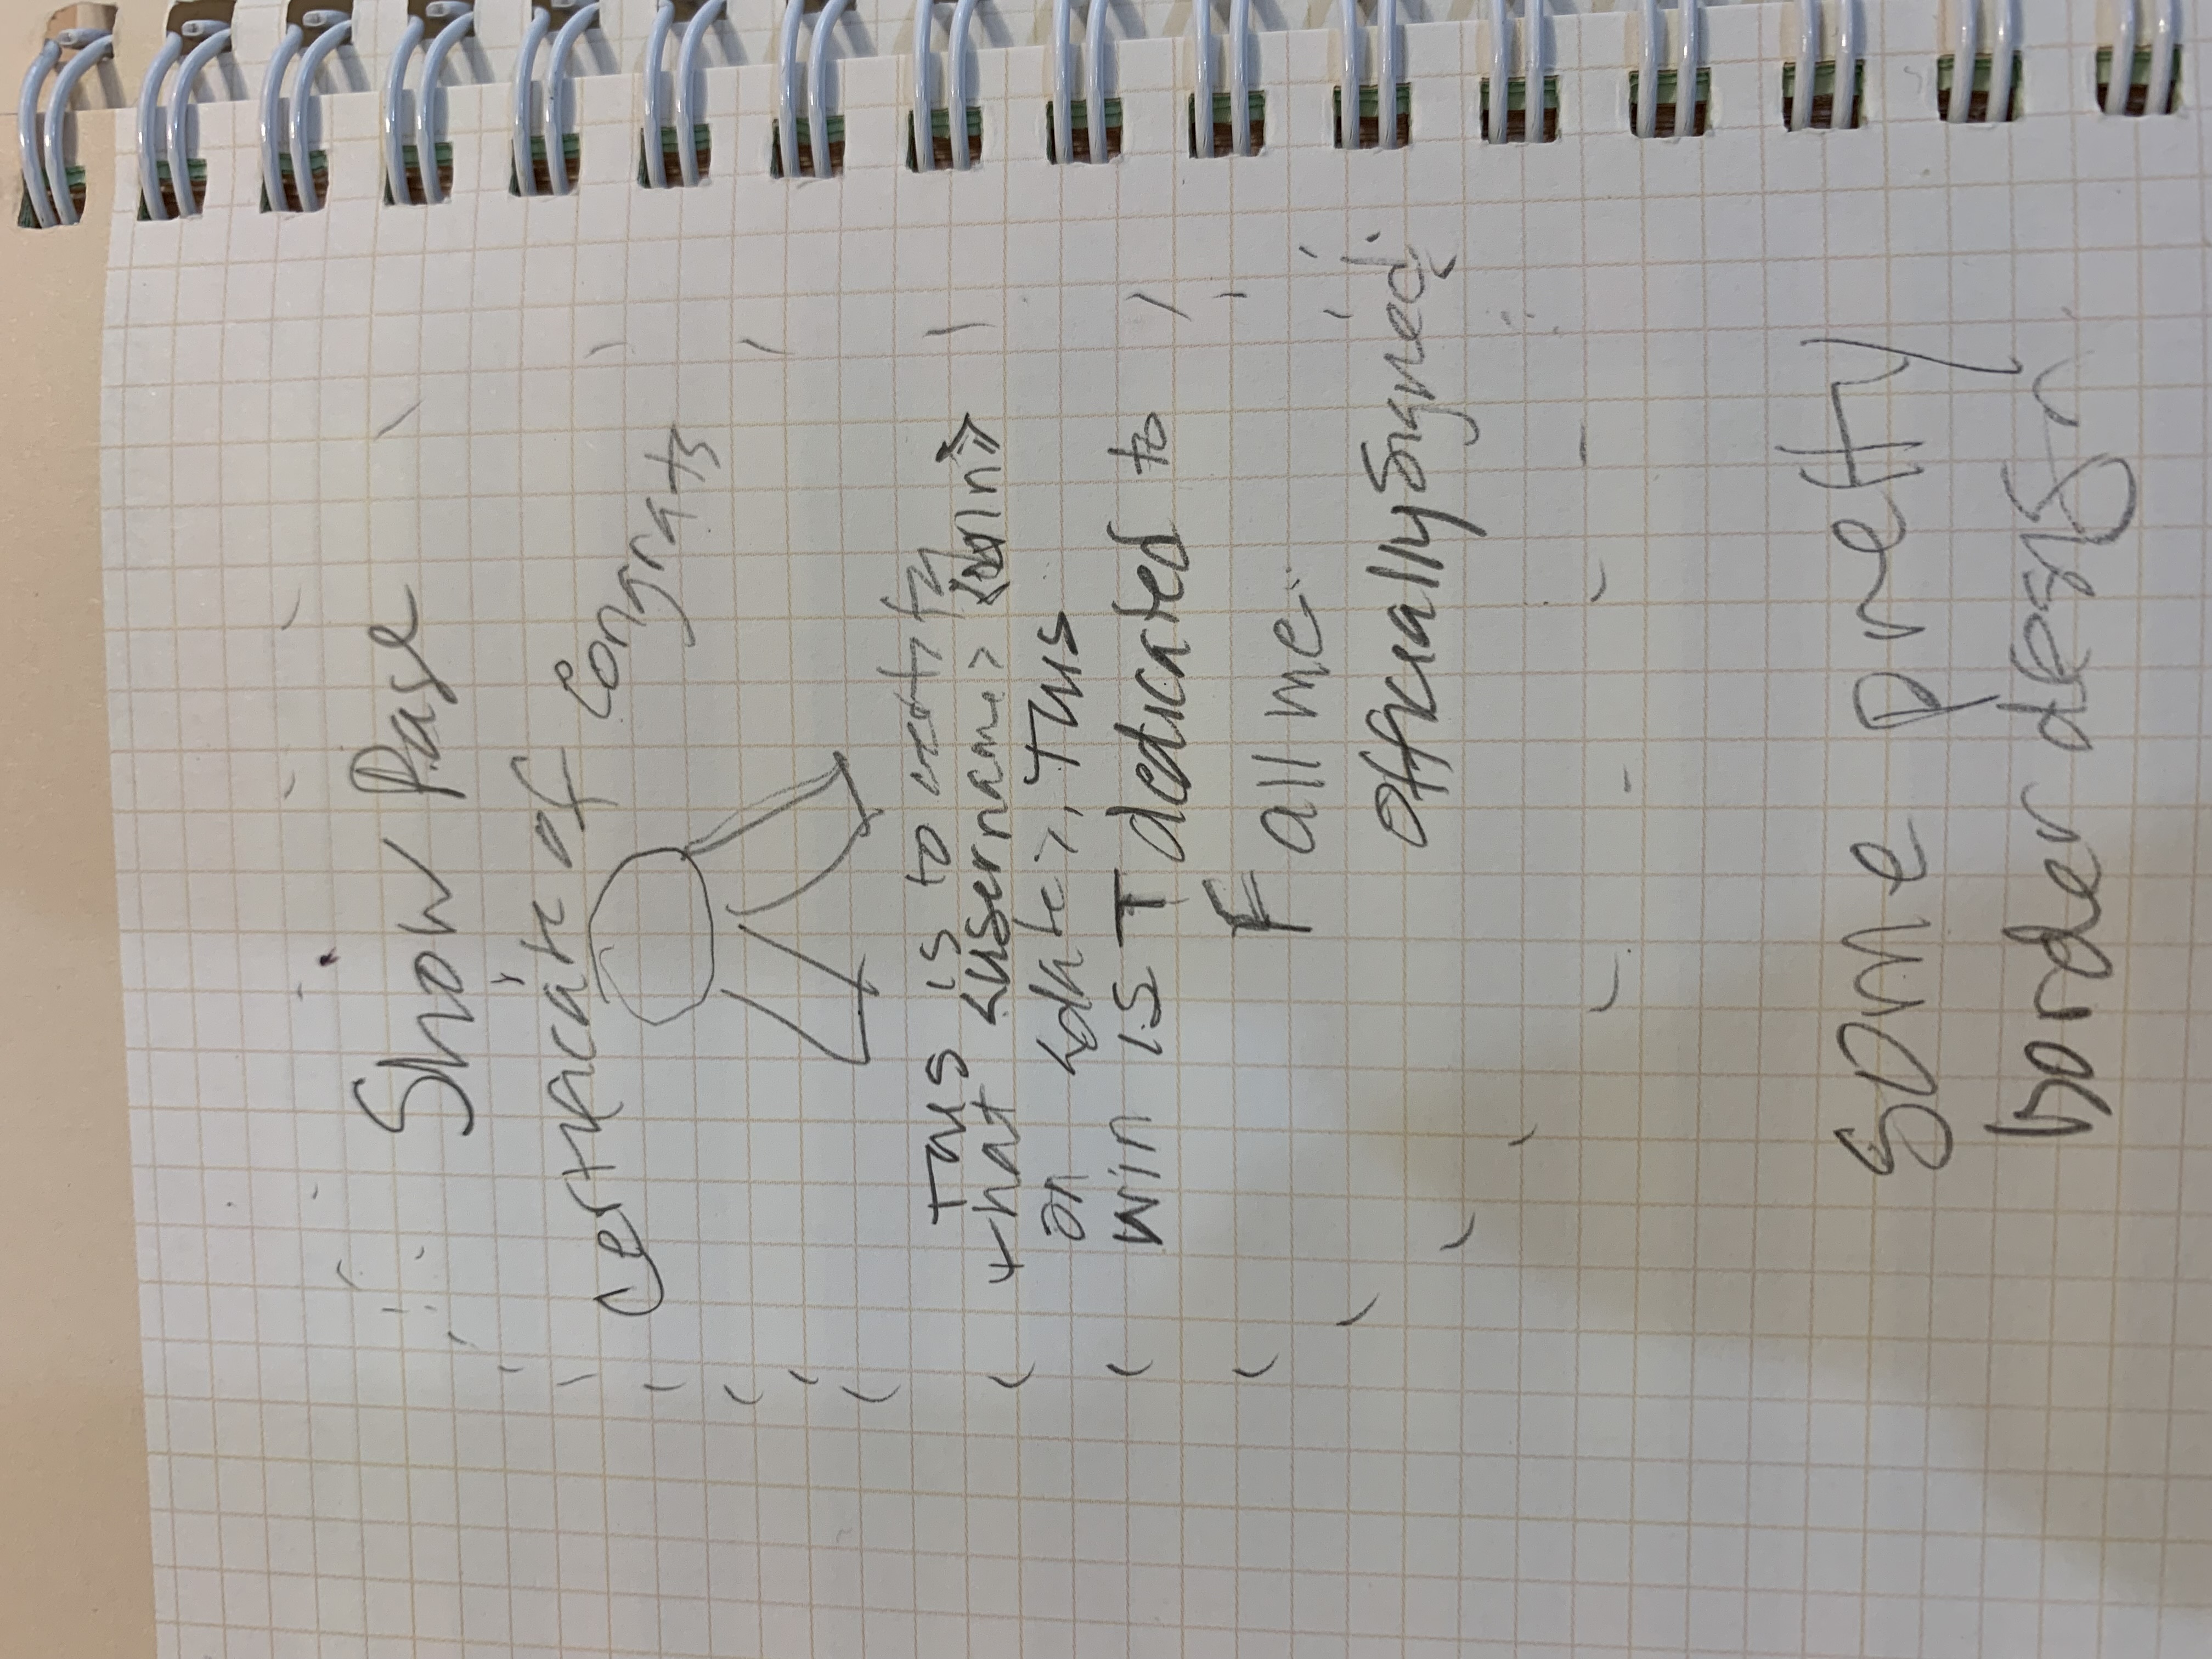 Show Page
Certificate of Congrats
This is to certify
that <username> <win>
on <date>. This
win is T dedicated to
F all me.
Officially Signed
Some pretty
border design.